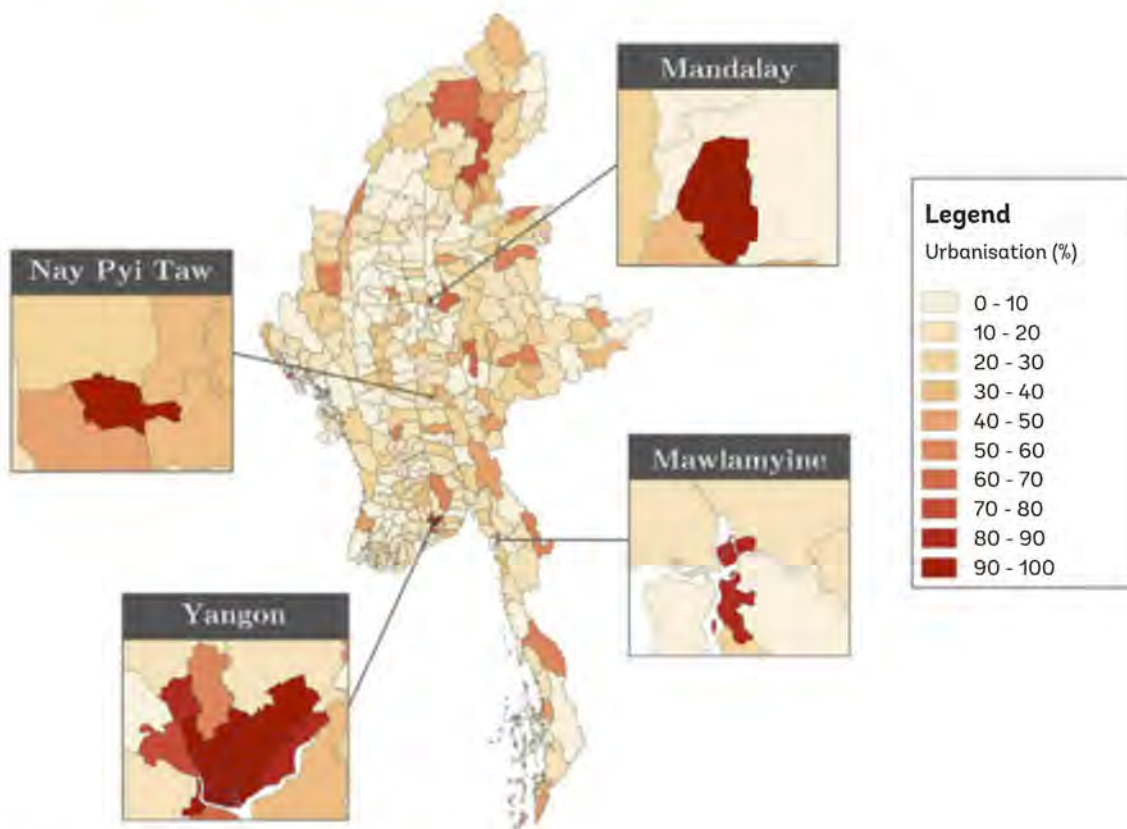 Mandalay
Nay Pyi Taw
Mawlamyine
Yangon
Legend
Urbanisation (%)
0 - 10
10 - 20
20 - 30
30 - 40
40 - 50
50 - 60
60 - 70
70 - 80
80 - 90
90 - 100